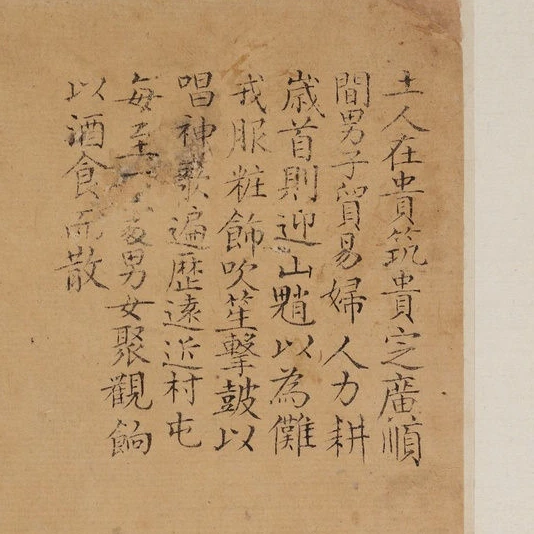 土人在貴筑貴定廣順
間男子貿易婦人力耕
歲首則迎山魈以為儺
戎服粧飾吹笙擊鼓以
唱神歌遍歷遠近村屯
每至男女聚觀餉
以酒食而散